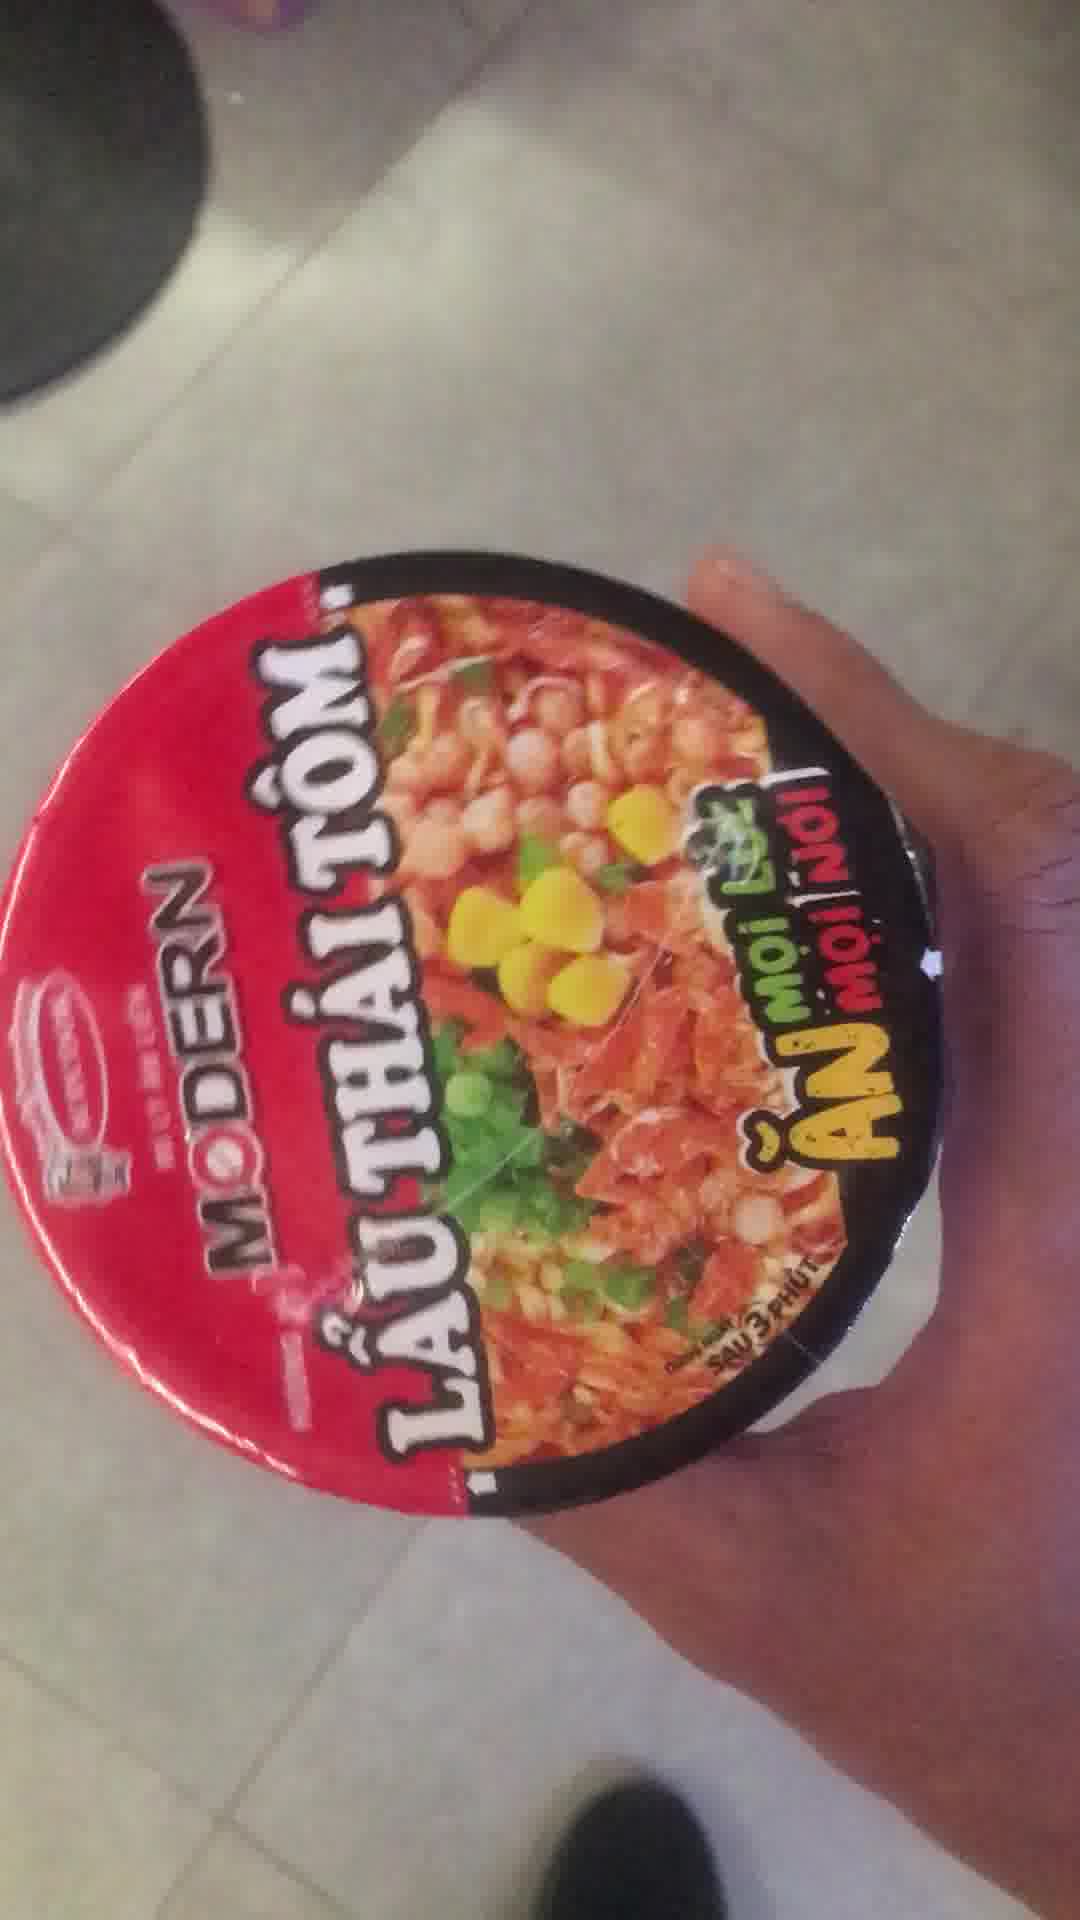 MODERN
"LẨU THÁI TÔM"
ĂN MỌI LÚC
MỌI NƠI
SAU 3 PHÚT